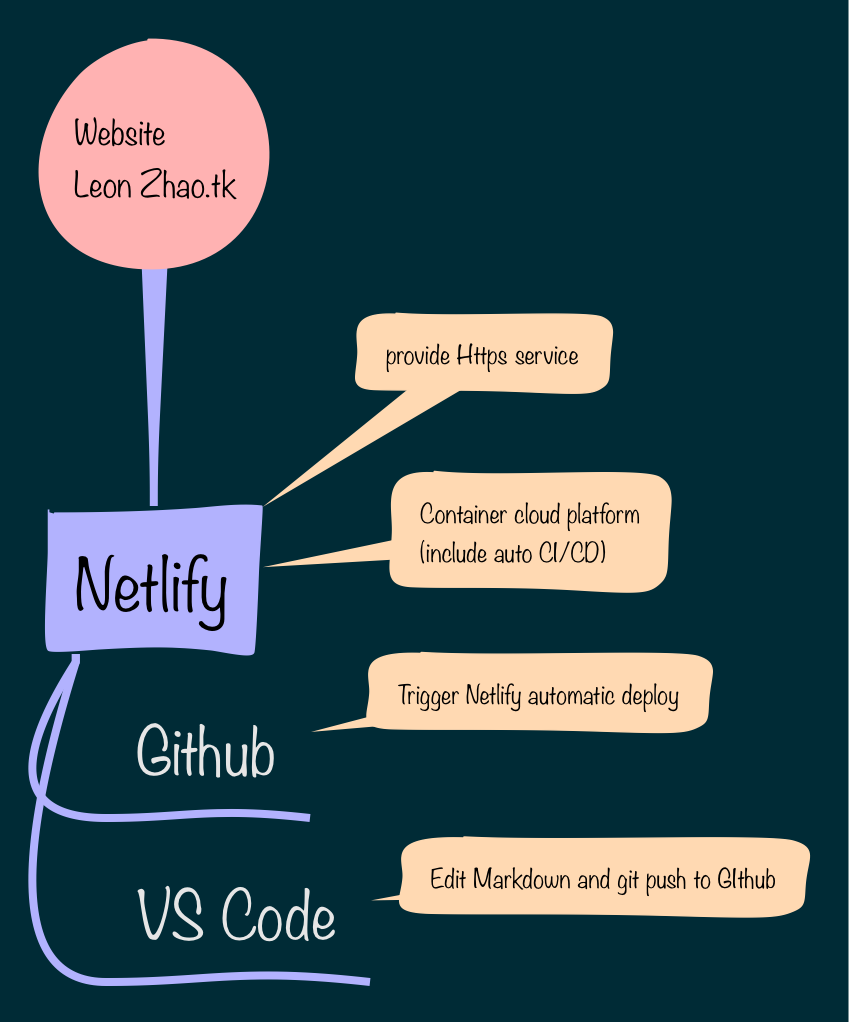 Website
Leon Zhao.tk
provide Https service
Container cloud platform
(include auto CI/CD)
Netlify
Trigger Netlify automatic deploy
Github
Edit Markdown and git push to GIthub
VS Code